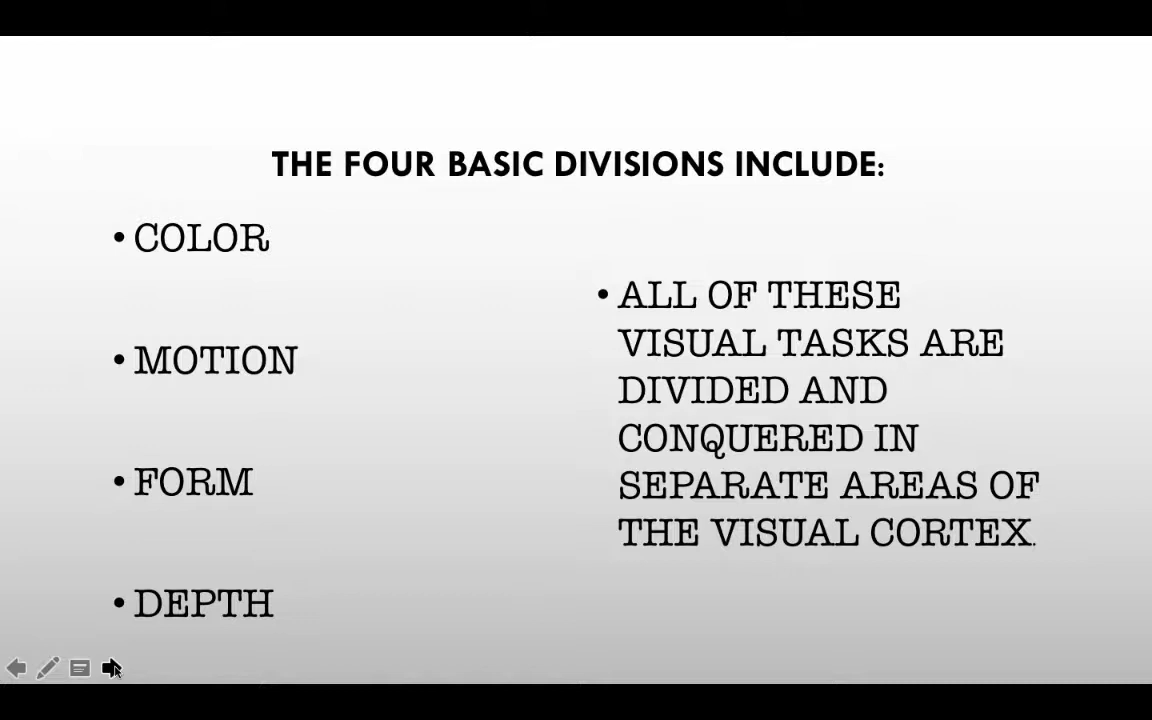 THE FOUR BASIC DIVISIONS INCLUDE:
• COLOR
• MOTION
• FORM
• DEPTH
• ALL OF THESE
VISUAL TASKS ARE
DIVIDED AND
CONQUERED IN
SEPARATE AREAS OF
THE VISUAL CORTEX.